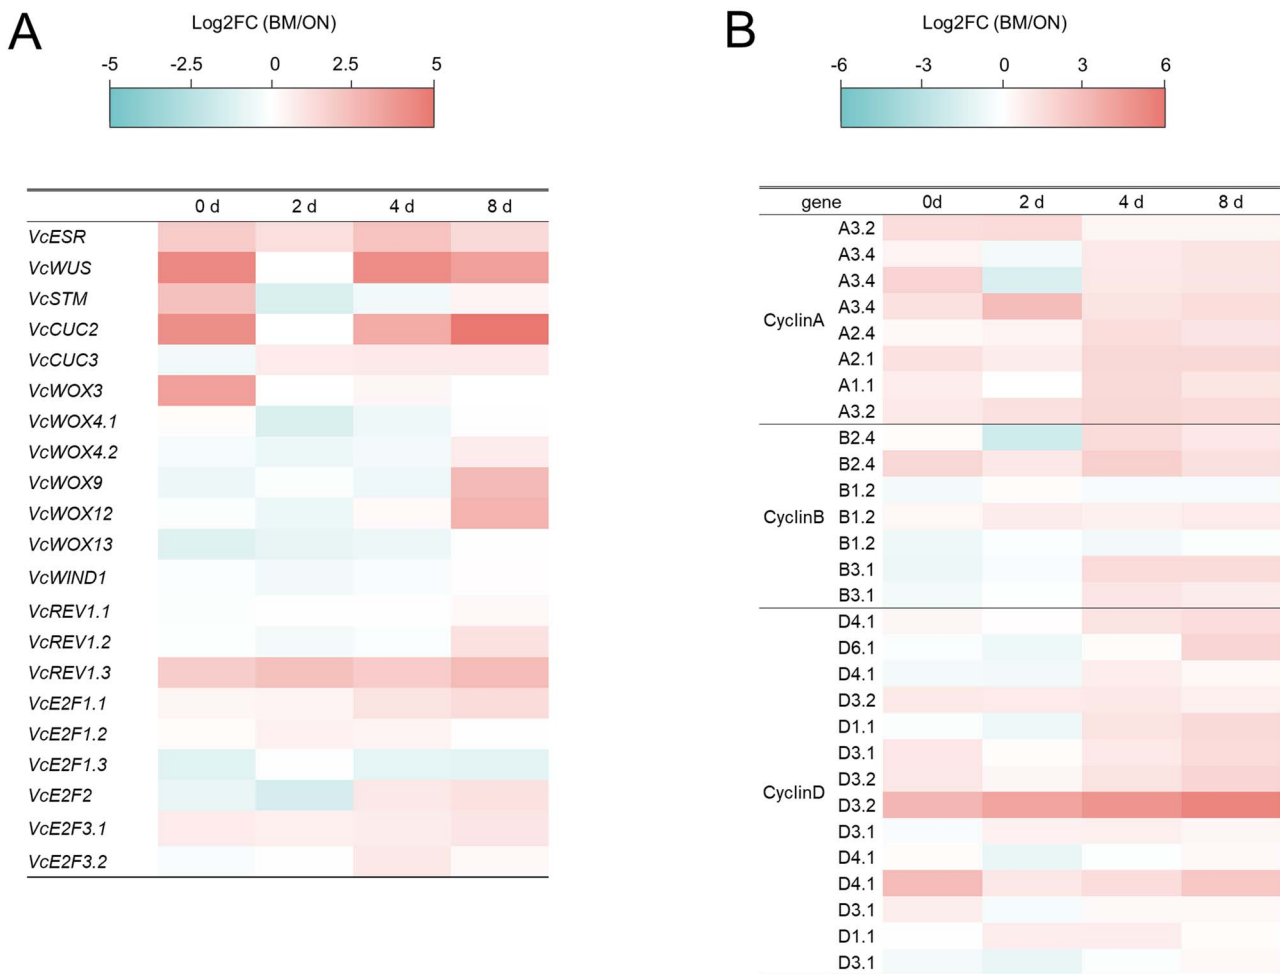 A
Log2FC (BM/ON)
-5 -2.5 0 2.5 5
0 d 2 d 4 d 8 d
VcESR
VcWUS
VcSTM
VcCUC2
VcCUC3
VcWOX3
VcWOX4.1
VcWOX4.2
VcWOX9
VcWOX12
VcWOX13
VcWIND1
VcREV1.1
VcREV1.2
VcREV1.3
VcE2F1.1
VcE2F1.2
VcE2F1.3
VcE2F2
VcE2F3.1
VcE2F3.2
B
Log2FC (BM/ON)
-6 -3 0 3 6
gene 0d 2 d 4 d 8 d
CyclinA
A3.2
A3.4
A3.4
A3.4
A2.4
A2.1
A1.1
A3.2
CyclinB
B2.4
B2.4
B1.2
B1.2
B1.2
B3.1
B3.1
CyclinD
D4.1
D6.1
D4.1
D3.2
D1.1
D3.1
D3.2
D3.2
D3.1
D4.1
D4.1
D3.1
D1.1
D3.1